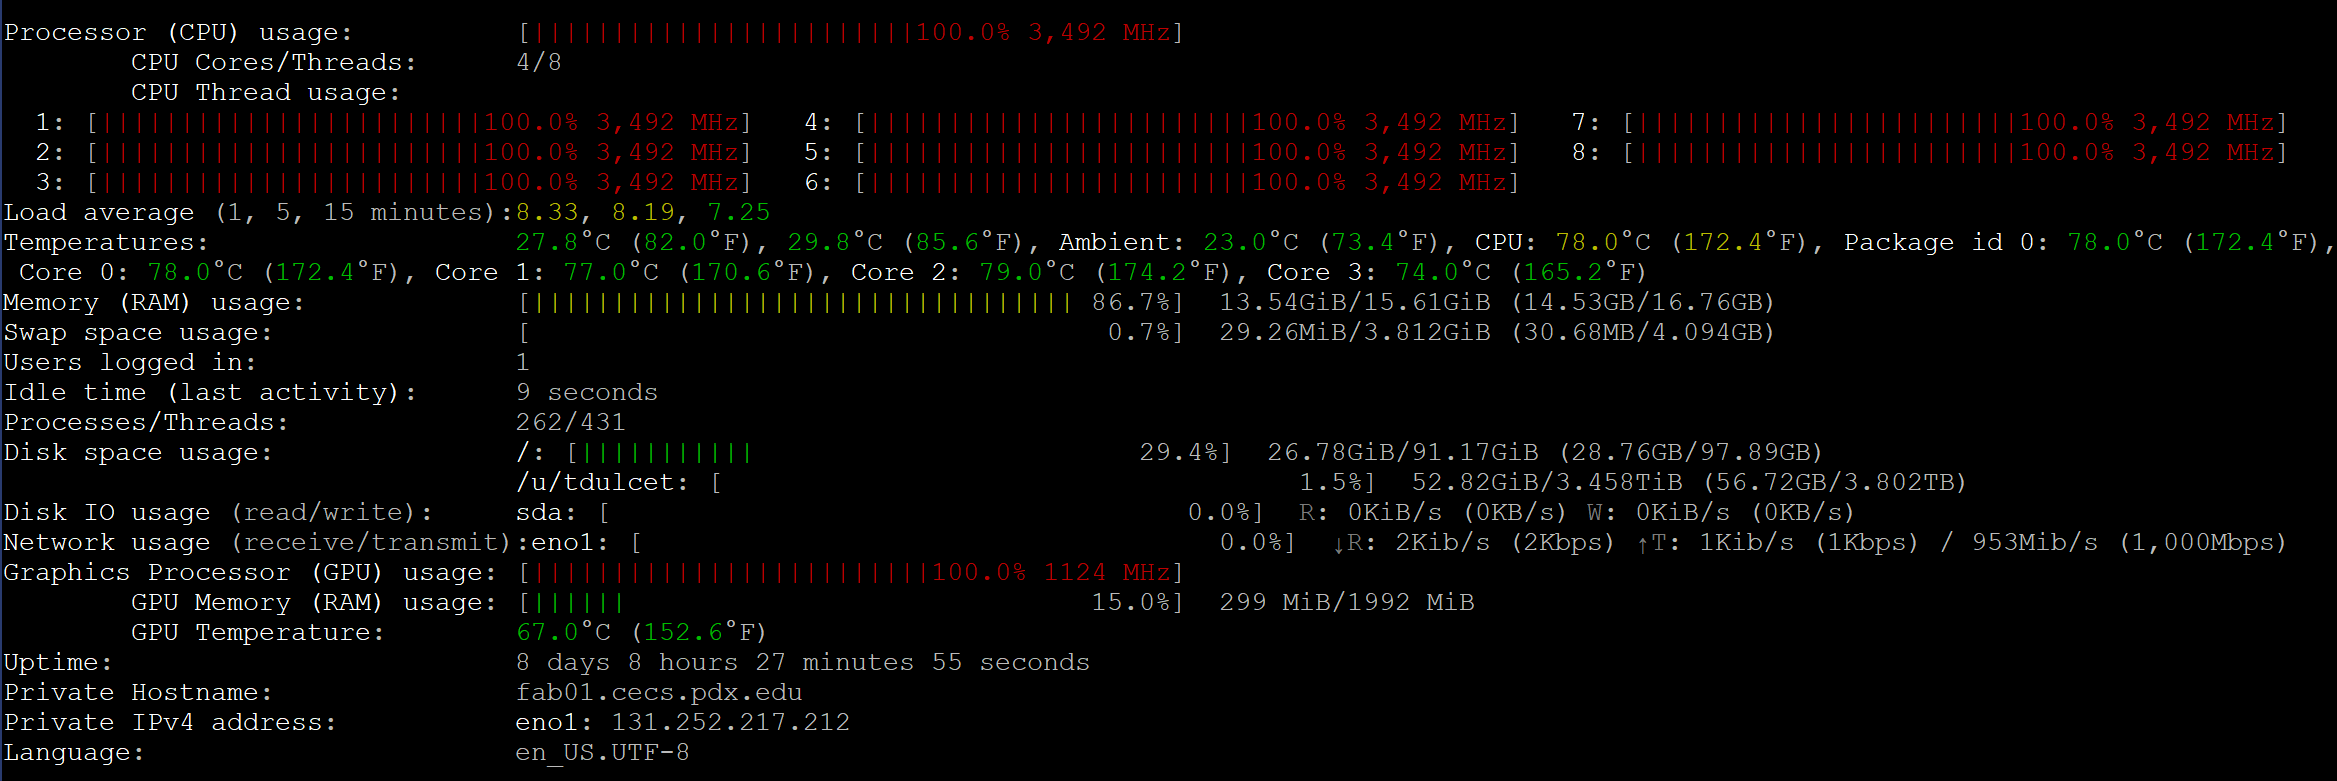 Processor (CPU) usage: [||||||||||||||||||||||||100.0% 3,492 MHz]
CPU Cores/Threads: 4/8
CPU Thread usage:
1: [||||||||||||||||||||||||100.0% 3,492 MHz] 4: [||||||||||||||||||||||||100.0% 3,492 MHz] 7: [||||||||||||||||||||||||100.0% 3,492 MHz]
2: [||||||||||||||||||||||||100.0% 3,492 MHz] 5: [||||||||||||||||||||||||100.0% 3,492 MHz] 8: [||||||||||||||||||||||||100.0% 3,492 MHz]
3: [||||||||||||||||||||||||100.0% 3,492 MHz] 6: [||||||||||||||||||||||||100.0% 3,492 MHz]
Load average (1, 5, 15 minutes):8.33, 8.19, 7.25
Temperatures: 27.8°C (82.0°F), 29.8°C (85.6°F), Ambient: 23.0°C (73.4°F), CPU: 78.0°C (172.4°F), Package id 0: 78.0°C (172.4°F),
Core 0: 78.0°C (172.4°F), Core 1: 77.0°C (170.6°F), Core 2: 79.0°C (174.2°F), Core 3: 74.0°C (165.2°F)
Memory (RAM) usage: [|||||||||||||||||||||||||||||||||| 86.7%] 13.54GiB/15.61GiB (14.53GB/16.76GB)
Swap space usage: [ 0.7%] 29.26MiB/3.812GiB (30.68MB/4.094GB)
Users logged in: 1
Idle time (last activity): 9 seconds
Processes/Threads: 262/431
Disk space usage: /: [||||||||||| 29.4%] 26.78GiB/91.17GiB (28.76GB/97.89GB)
/u/tdulcet: [ 1.5%] 52.82GiB/3.458TiB (56.72GB/3.802TB)
Disk IO usage (read/write): sda: [ 0.0%] R: 0KiB/s (0KB/s) W: 0KiB/s (0KB/s)
Network usage (receive/transmit):eno1: [ 0.0%] ↓R: 2Kib/s (2Kbps) ↑T: 1Kib/s (1Kbps) / 953Mib/s (1,000Mbps)
Graphics Processor (GPU) usage: [|||||||||||||||||||||||||100.0% 1124 MHz]
GPU Memory (RAM) usage: [|||||| 15.0%] 299 MiB/1992 MiB
GPU Temperature: 67.0°C (152.6°F)
Uptime: 8 days 8 hours 27 minutes 55 seconds
Private Hostname: fab01.cecs.pdx.edu
Private IPv4 address: eno1: 131.252.217.212
Language: en_US.UTF-8